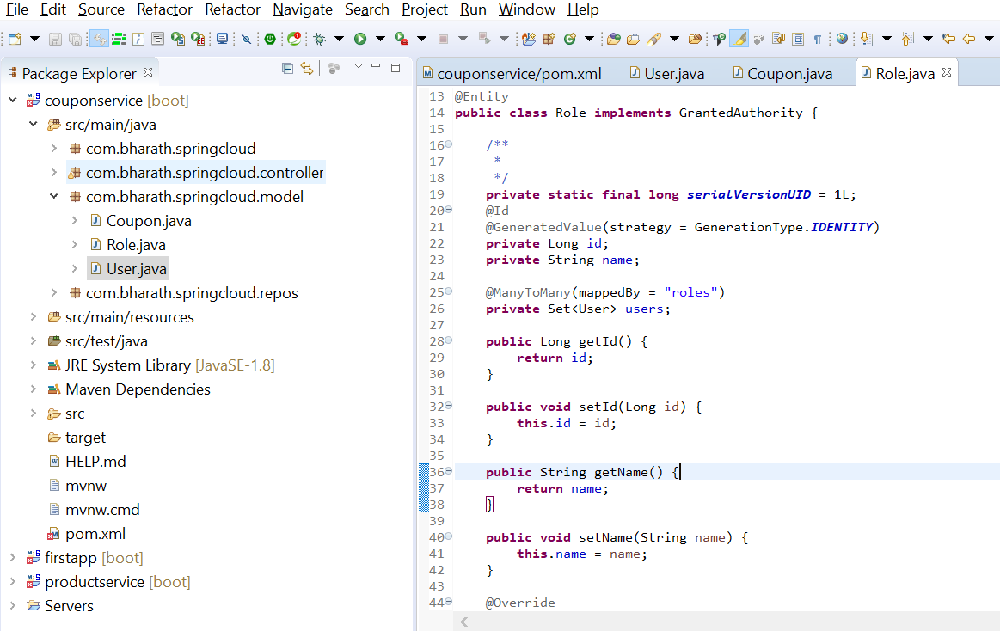 File Edit Source Refactor Refactor Navigate Search Project Run Window Help
Package Explorer
couponservice [boot]
src/main/java
com.bharath.springcloud
com.bharath.springcloud.controller
com.bharath.springcloud.model
Coupon.java
Role.java
User.java
com.bharath.springcloud.repos
src/main/resources
src/test/java
JRE System Library [JavaSE-1.8]
Maven Dependencies
src
target
HELP.md
mvnw
mvnw.cmd
pom.xml
firstapp [boot]
productservice [boot]
Servers
couponservice/pom.xml User.java Coupon.java Role.java
13 @Entity
14 public class Role implements GrantedAuthority {
15
16 /**
17 *
18 */
19 private static final long serialVersionUID = 1L;
20 @Id
21 @GeneratedValue(strategy = GenerationType.IDENTITY)
22 private Long id;
23 private String name;
24
25 @ManyToMany(mappedBy = "roles")
26 private Set<User> users;
27
28 public Long getId() {
29 return id;
30 }
31
32 public void setId(Long id) {
33 this.id = id;
34 }
35
36 public String getName() {
37 return name;
38 }
39
40 public void setName(String name) {
41 this.name = name;
42 }
43
44 @Override